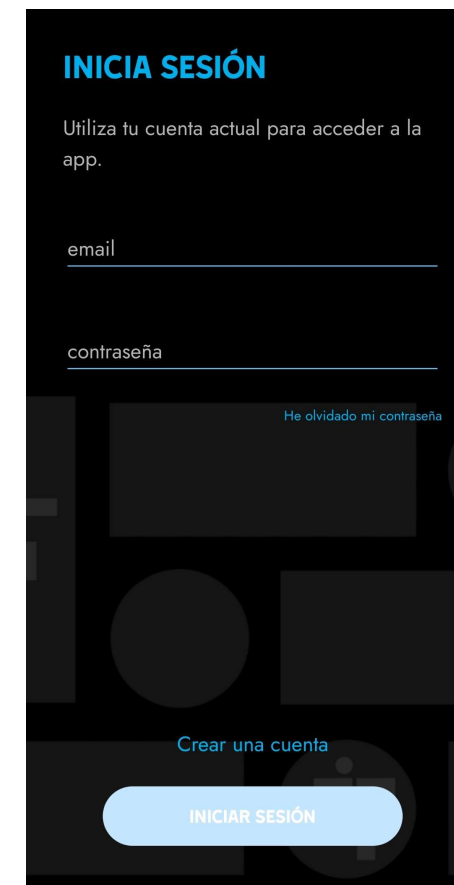 INICIA SESIÓN
Utiliza tu cuenta actual para acceder a la
app.
email
contraseña
He olvidado mi contraseña
Crear una cuenta
INICIAR SESIÓN